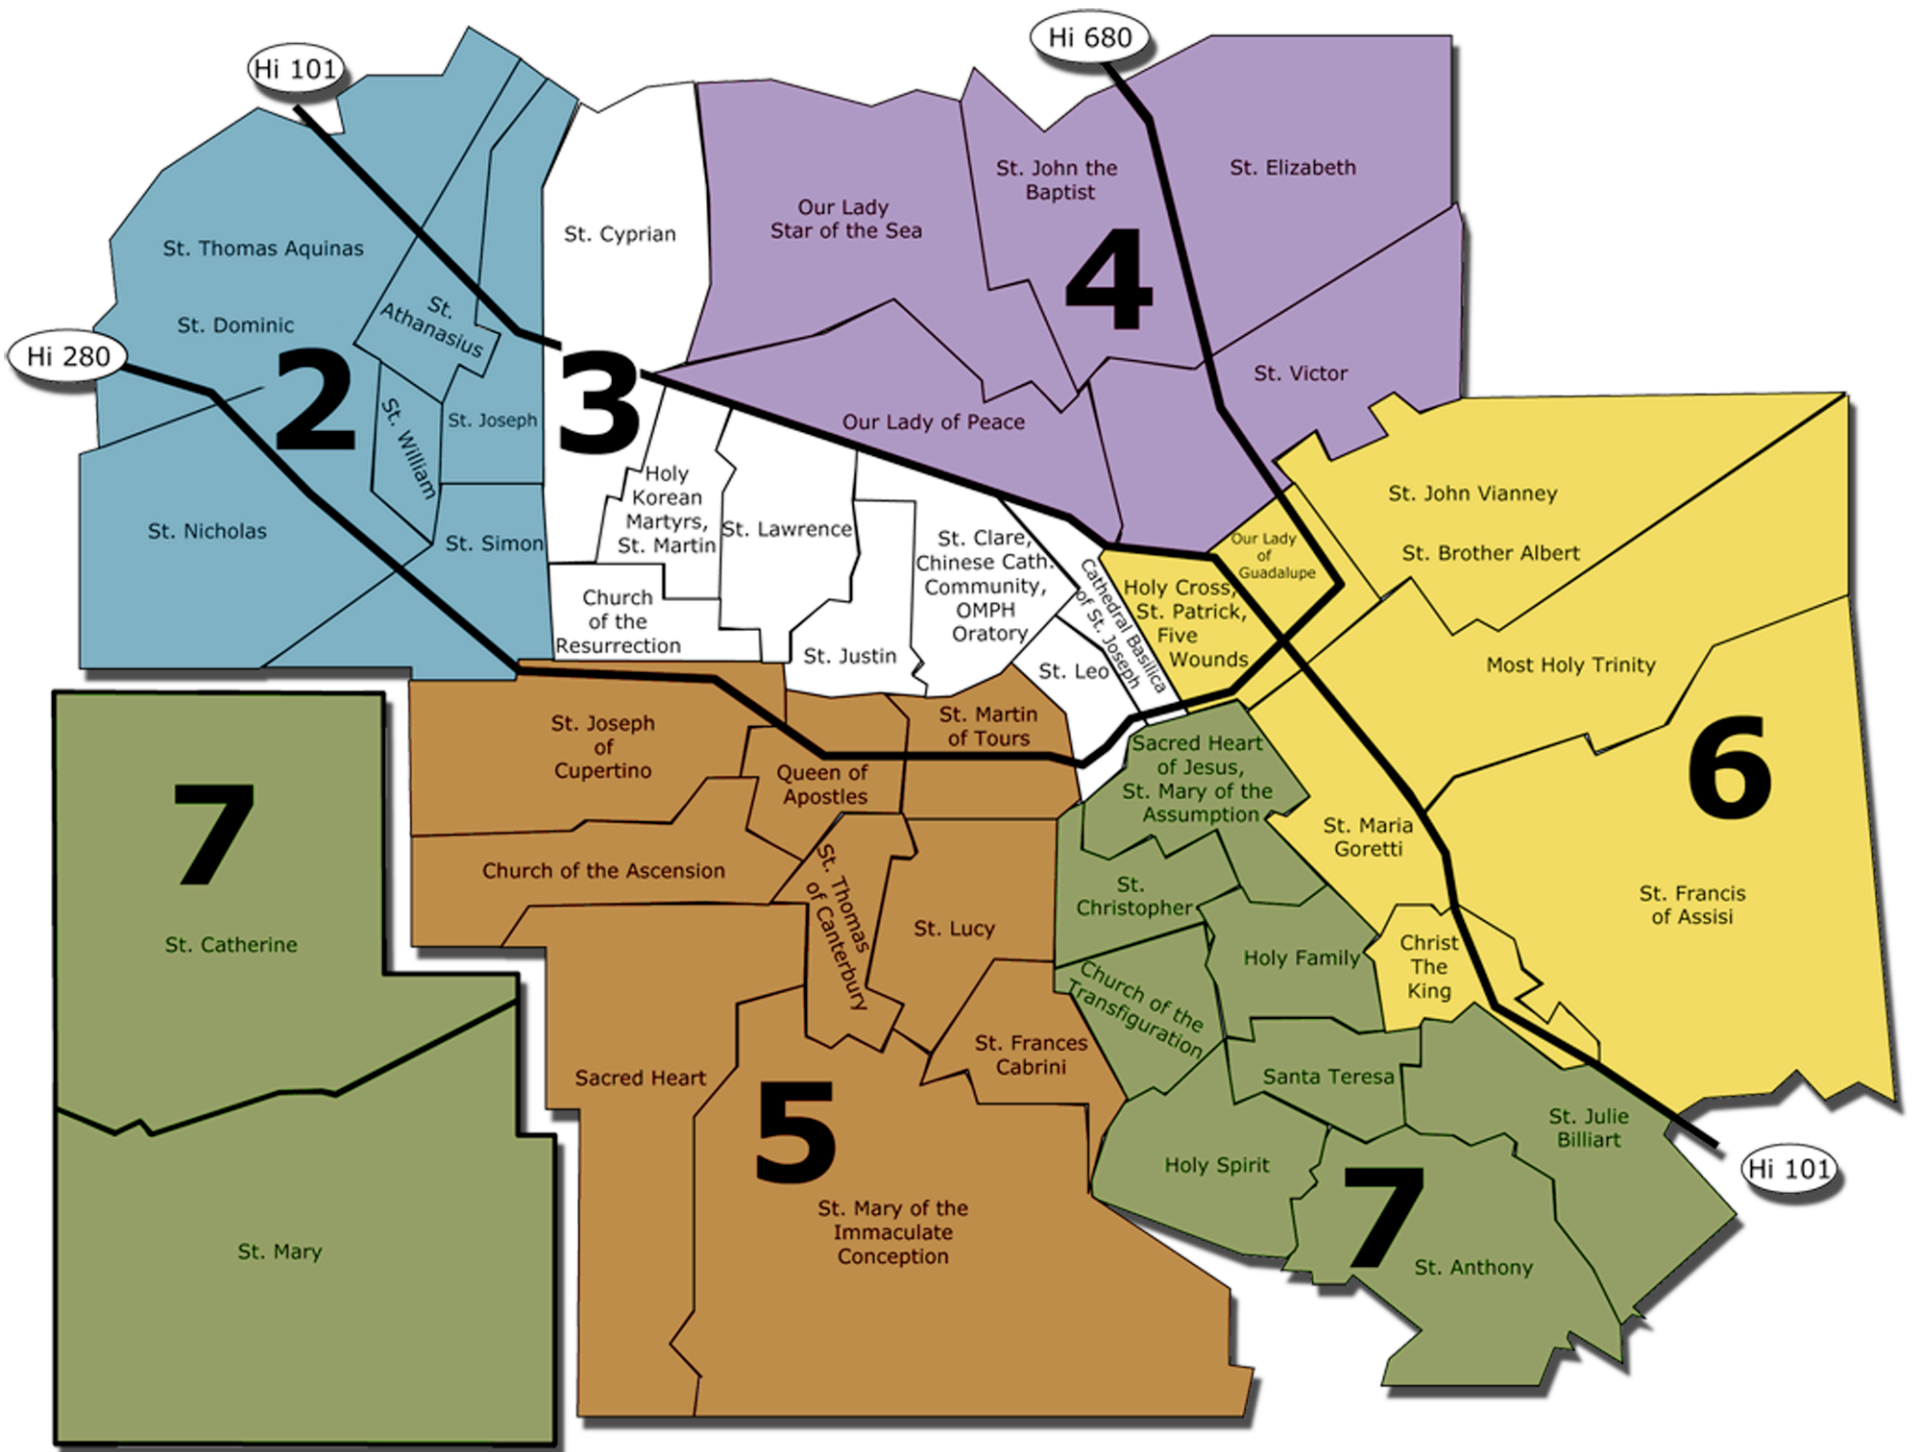 Hi 101
Hi 680
Hi 280
St. Thomas Aquinas
St. Dominic
2
St.
Athanasius
St. William
St. Joseph
St. Nicholas
St. Simon
St. Cyprian
3
Holy
Korean
Martyrs,
St. Martin
St. Lawrence
Church
of the
Resurrection
St. Justin
St. Clare,
Chinese Cath.
Community,
OMPH
Oratory
St. Leo
Cathedral Basilica
of St. Joseph
Our Lady
Star of the Sea
St. John the
Baptist
St. Elizabeth
4
St. Victor
Our Lady of Peace
Our Lady
of
Guadalupe
Holy Cross,
St. Patrick,
Five
Wounds
St. John Vianney
St. Brother Albert
Most Holy Trinity
6
St. Maria
Goretti
St. Francis
of Assisi
Christ
The
King
St. Joseph
of
Cupertino
Queen of
Apostles
St. Martin
of Tours
Church of the Ascension
St. Thomas
of Canterbury
St. Lucy
St. Frances
Cabrini
Sacred Heart
5
St. Mary of the
Immaculate
Conception
Sacred Heart
of Jesus,
St. Mary of the
Assumption
St.
Christopher
Holy Family
Church of the
Transfiguration
Santa Teresa
St. Julie
Billiart
Holy Spirit
7
St. Anthony
Hi 101
7
St. Catherine
St. Mary